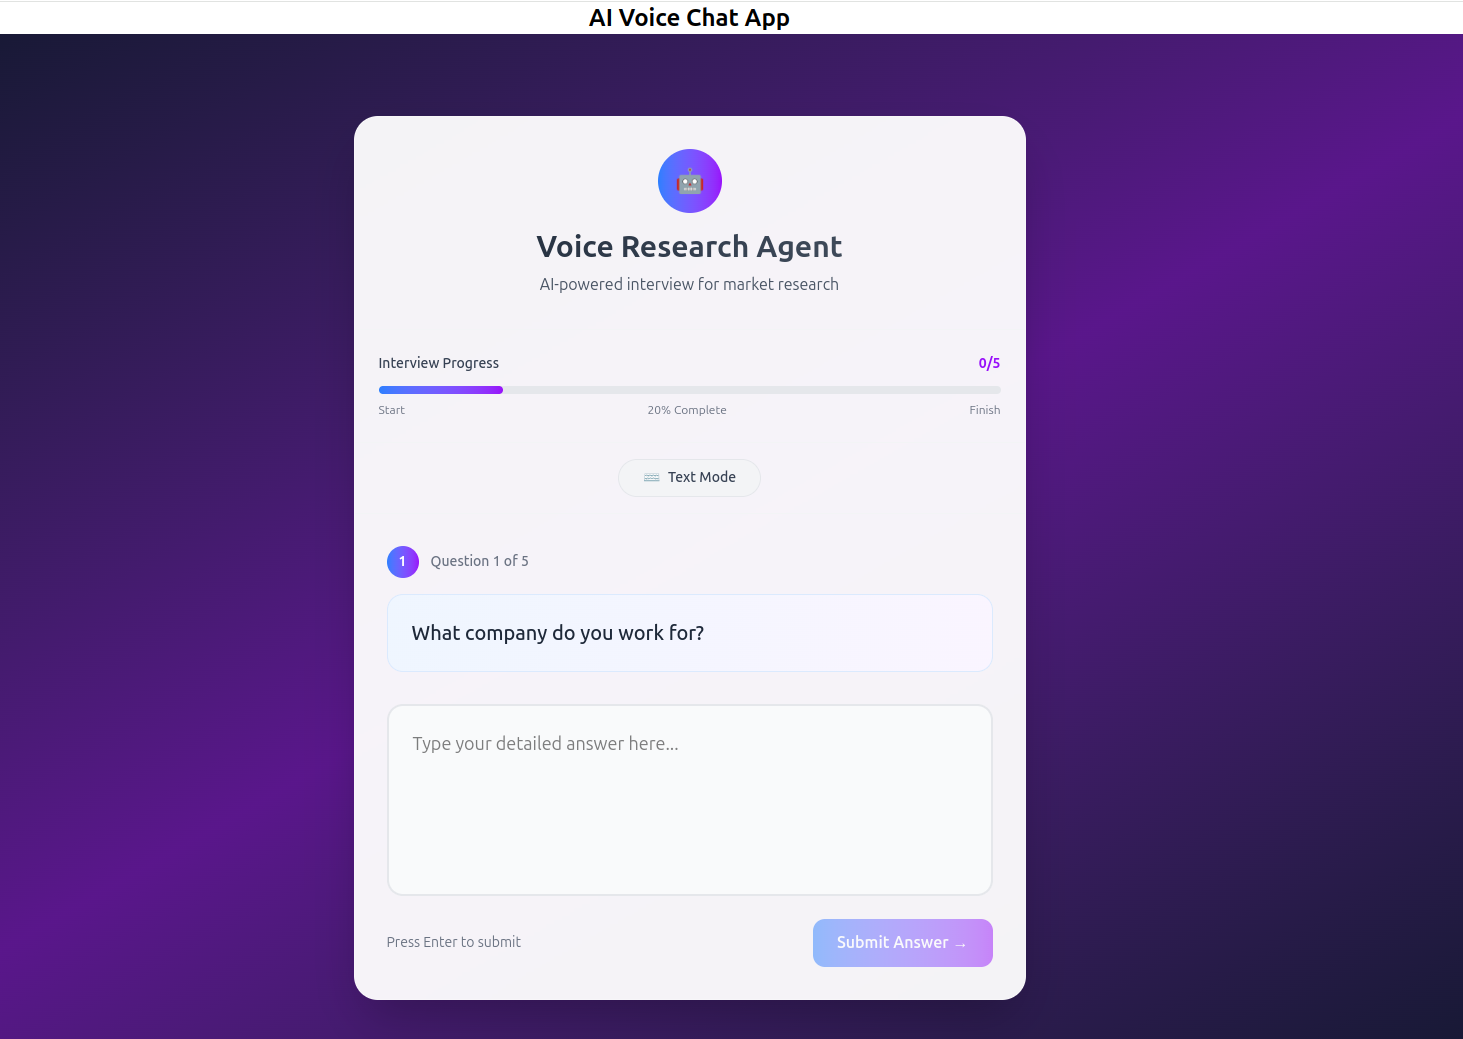 AI Voice Chat App
Voice Research Agent
AI-powered interview for market research
Interview Progress
0/5
Start
20% Complete
Finish
Text Mode
1
Question 1 of 5
What company do you work for?
Type your detailed answer here...
Press Enter to submit
Submit Answer →